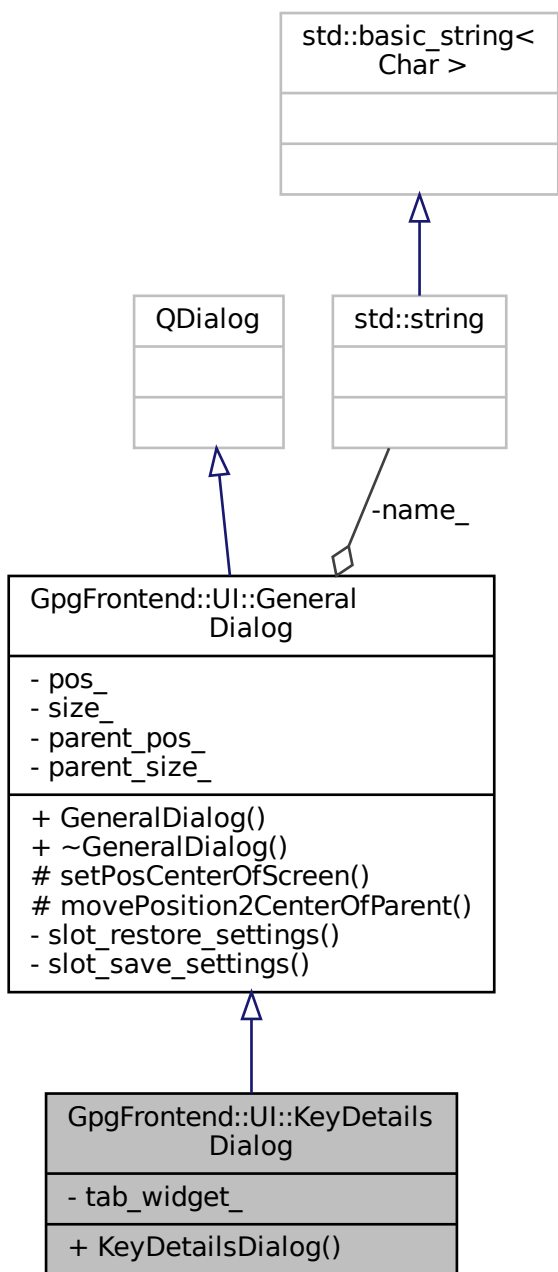 std::basic_string<
Char >
QDialog
std::string
-name_
GpgFrontend::UI::General
Dialog
- pos_
- size_
- parent_pos_
- parent_size_
+ GeneralDialog()
+ ~GeneralDialog()
# setPosCenterOfScreen()
# movePosition2CenterOfParent()
- slot_restore_settings()
- slot_save_settings()
GpgFrontend::UI::KeyDetails
Dialog
- tab_widget_
+ KeyDetailsDialog()